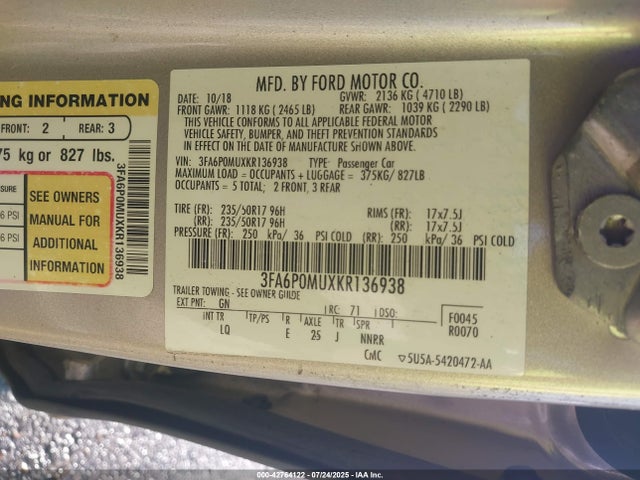 NG INFORMATION
FRONT: 2 REAR: 3
75 kg or 827 lbs.
SSURE
6 PSI
6 PSI
SEE OWNERS
MANUAL FOR
ADDITIONAL
INFORMATION
3FA6P0MUXKR136938
MFD. BY FORD MOTOR CO.
DATE: 10/18 GVWR: 2136 KG ( 4710 LB)
FRONT GAWR: 1118 KG ( 2465 LB) REAR GAWR: 1039 KG ( 2290 LB)
THIS VEHICLE CONFORMS TO ALL APPLICABLE FEDERAL MOTOR
VEHICLE SAFETY, BUMPER, AND THEFT PREVENTION STANDARDS
IN EFFECT ON THE DATE OF MANUFACTURE SHOWN ABOVE.
VIN: 3FA6P0MUXKR136938 TYPE: Passenger Car
MAXIMUM LOAD = OCCUPANTS + LUGGAGE = 375KG/ 827LB
OCCUPANTS = 5 TOTAL; 2 FRONT, 3 REAR
TIRE (FR): 235/50R17 96H RIMS (FR): 17x7.5J
(RR): 235/50R17 96H (RR): 17x7.5J
PRESSURE (FR): 250 kPa/ 36 PSI COLD (RR): 250 kPa/ 36 PSI COLD
3FA6P0MUXKR136938
TRAILER TOWING - SEE OWNER GUIDE
EXT PNT: GN RC: 71 DSO: F0045
INT TR TP/PS R AXLE TR SPR R0070
LQ E 25 J NNRR
CMC 5U5A-5420472-AA
000-42764122 - 07/24/2025 - IAA Inc.